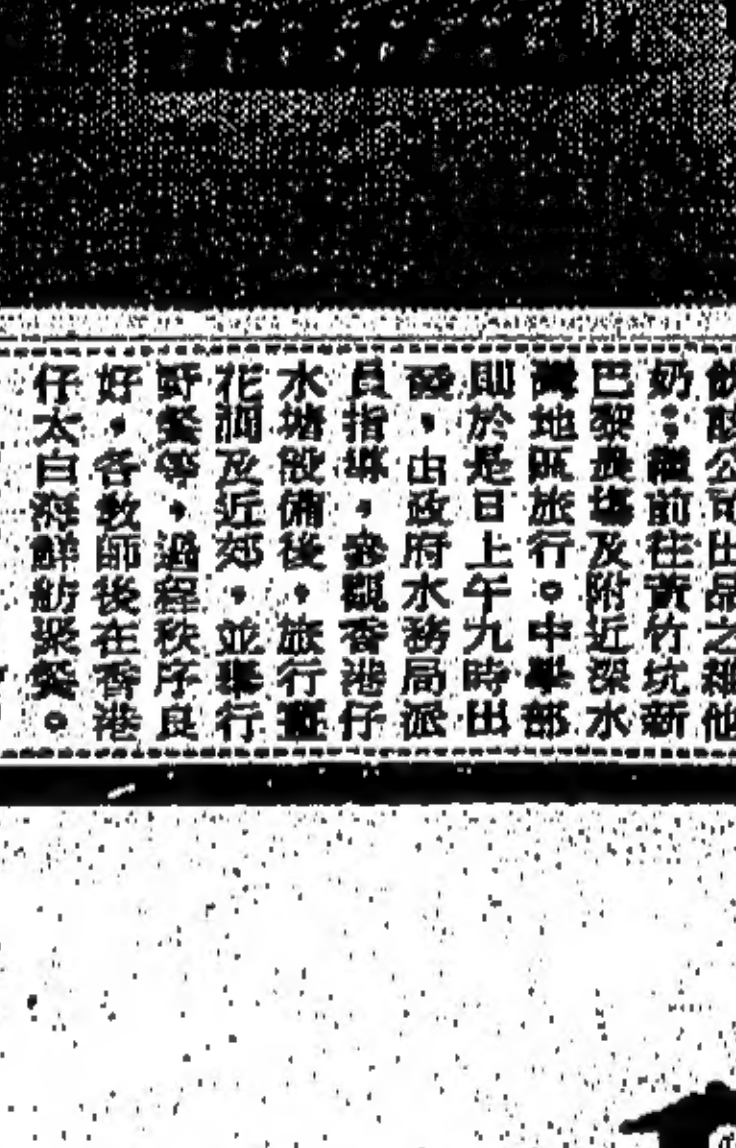 飲該公司出品之維他
奶;繼前往黃竹坑新
巴黎農場及附近深水
灣地區旅行。中學部
即於是日上午九時出
發,由政府水務局派
員指導,參觀香港仔
水塘設備後,旅行
花澗及近郊,並舉行
野餐等,過程秩序良
好,各教師後在香港
仔太白海鮮舫聚餐。